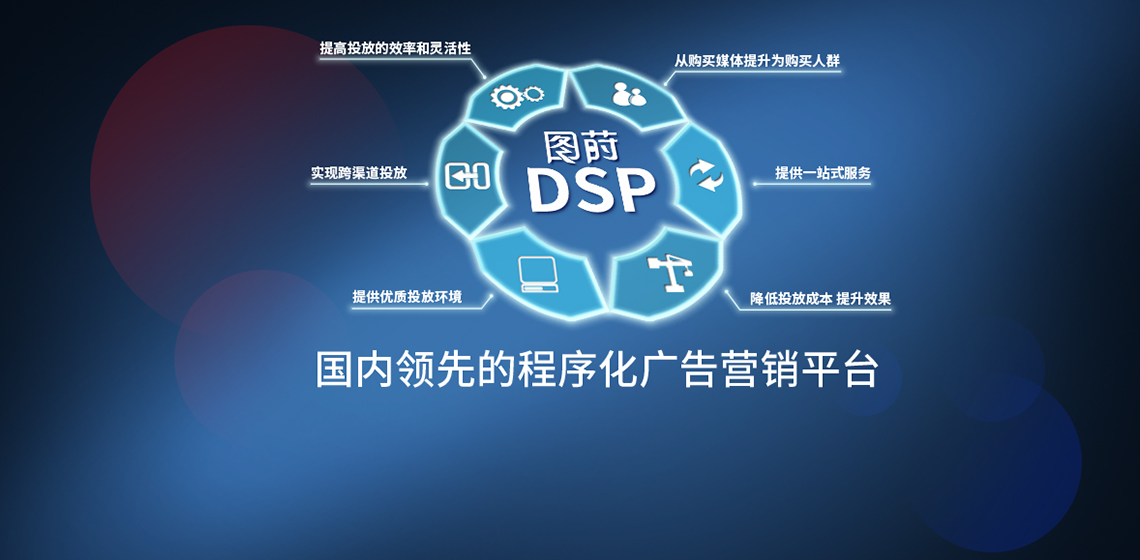 提高投放的效率和灵活性
从购买媒体提升为购买人群
图莳
DSP
实现跨渠道投放
提供一站式服务
提供优质投放环境
降低投放成本 提升效果
国内领先的程序化广告营销平台